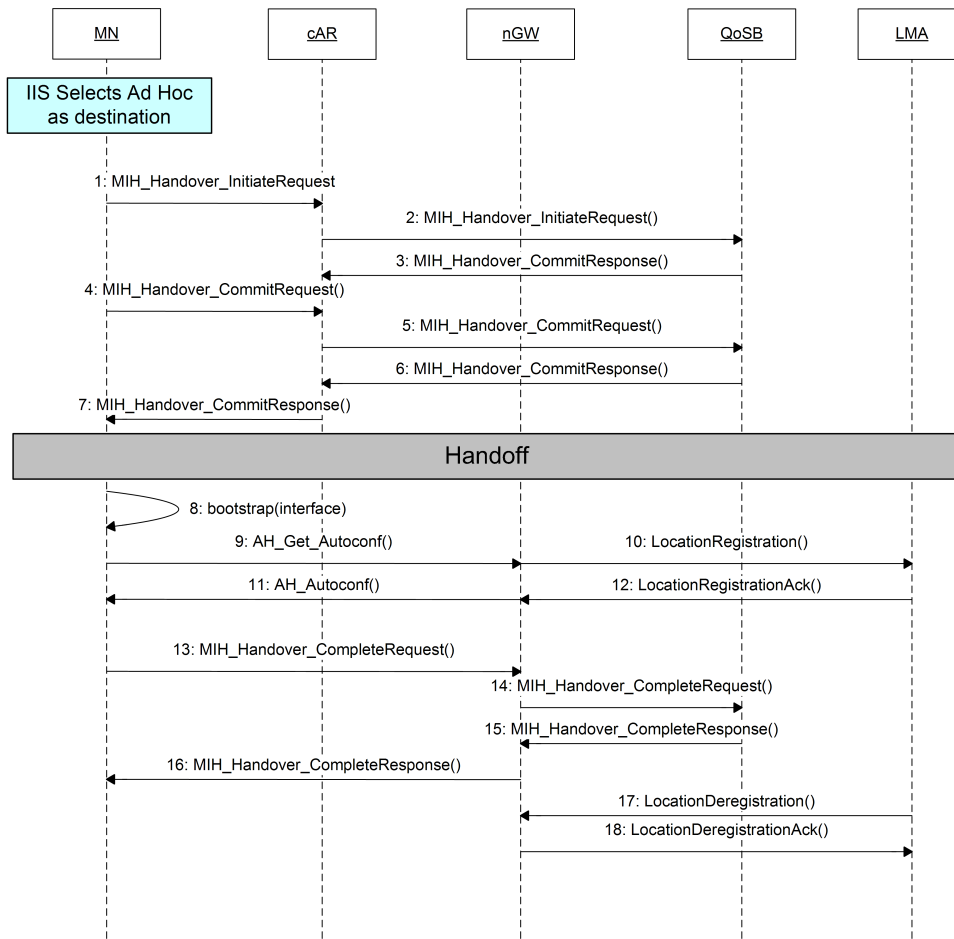 MN
cAR
nGW
QoSB
LMA
IIS Selects Ad Hoc
as destination
1: MIH_Handover_InitiateRequest
2: MIH_Handover_InitiateRequest()
3: MIH_Handover_CommitResponse()
4: MIH_Handover_CommitRequest()
5: MIH_Handover_CommitRequest()
6: MIH_Handover_CommitResponse()
7: MIH_Handover_CommitResponse()
Handoff
8: bootstrap(interface)
9: AH_Get_Autoconf()
10: LocationRegistration()
11: AH_Autoconf()
12: LocationRegistrationAck()
13: MIH_Handover_CompleteRequest()
14: MIH_Handover_CompleteRequest()
15: MIH_Handover_CompleteResponse()
16: MIH_Handover_CompleteResponse()
17: LocationDeregistration()
18: LocationDeregistrationAck()